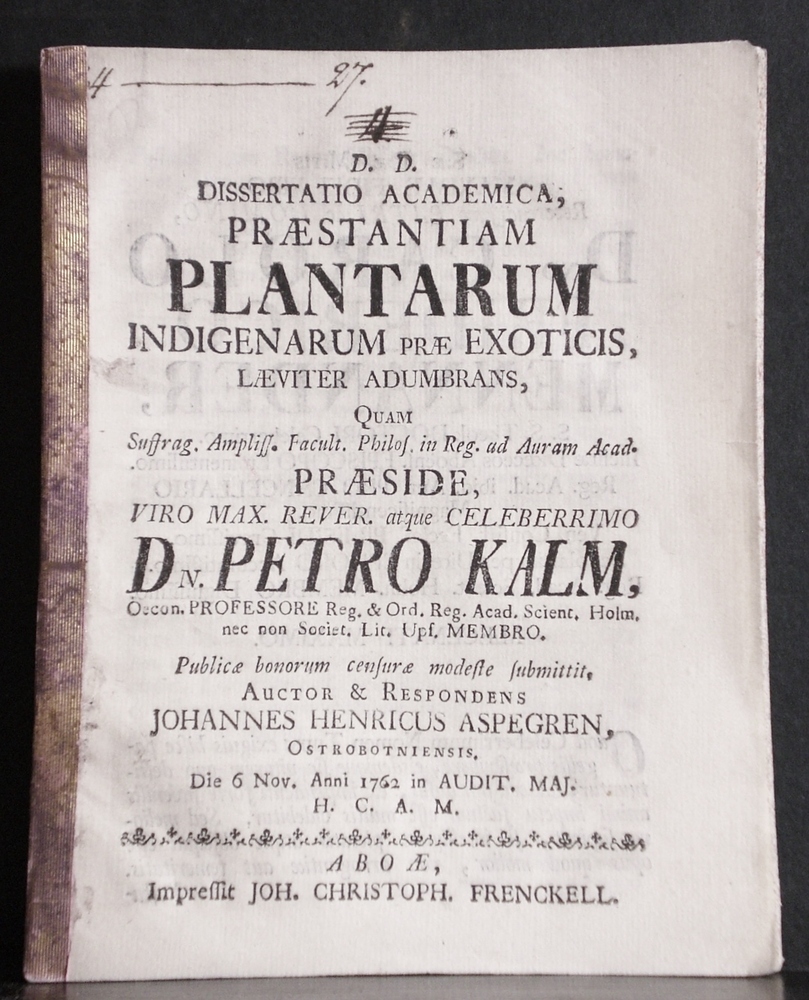 4 — 27.
D. D.
DISSERTATIO ACADEMICA,
PRÆSTANTIAM
PLANTARUM
INDIGENARUM PRÆ EXOTICIS,
LÆVITER ADUMBRANS,
QUAM
Suffrag. Ampliſſ. Facult. Philoſ. in Reg. ad Auram Acad.
PRÆSIDE,
VIRO MAX. REVER. atque CELEBERRIMO
DN. PETRO KALM,
Oecon. PROFESSORE Reg. & Ord. Reg. Acad. Scient. Holm.
nec non Societ. Lit. Upſ. MEMBRO.
Publicæ bonorum cenſuræ modeſte ſubmittit,
AUCTOR & RESPONDENS
JOHANNES HENRICUS ASPEGREN,
OSTROBOTNIENSIS.
Die 6 Nov. Anni 1762 in AUDIT. MAJ.
H. C. A. M.
ABOÆ,
Impreſſit JOH. CHRISTOPH. FRENCKELL.